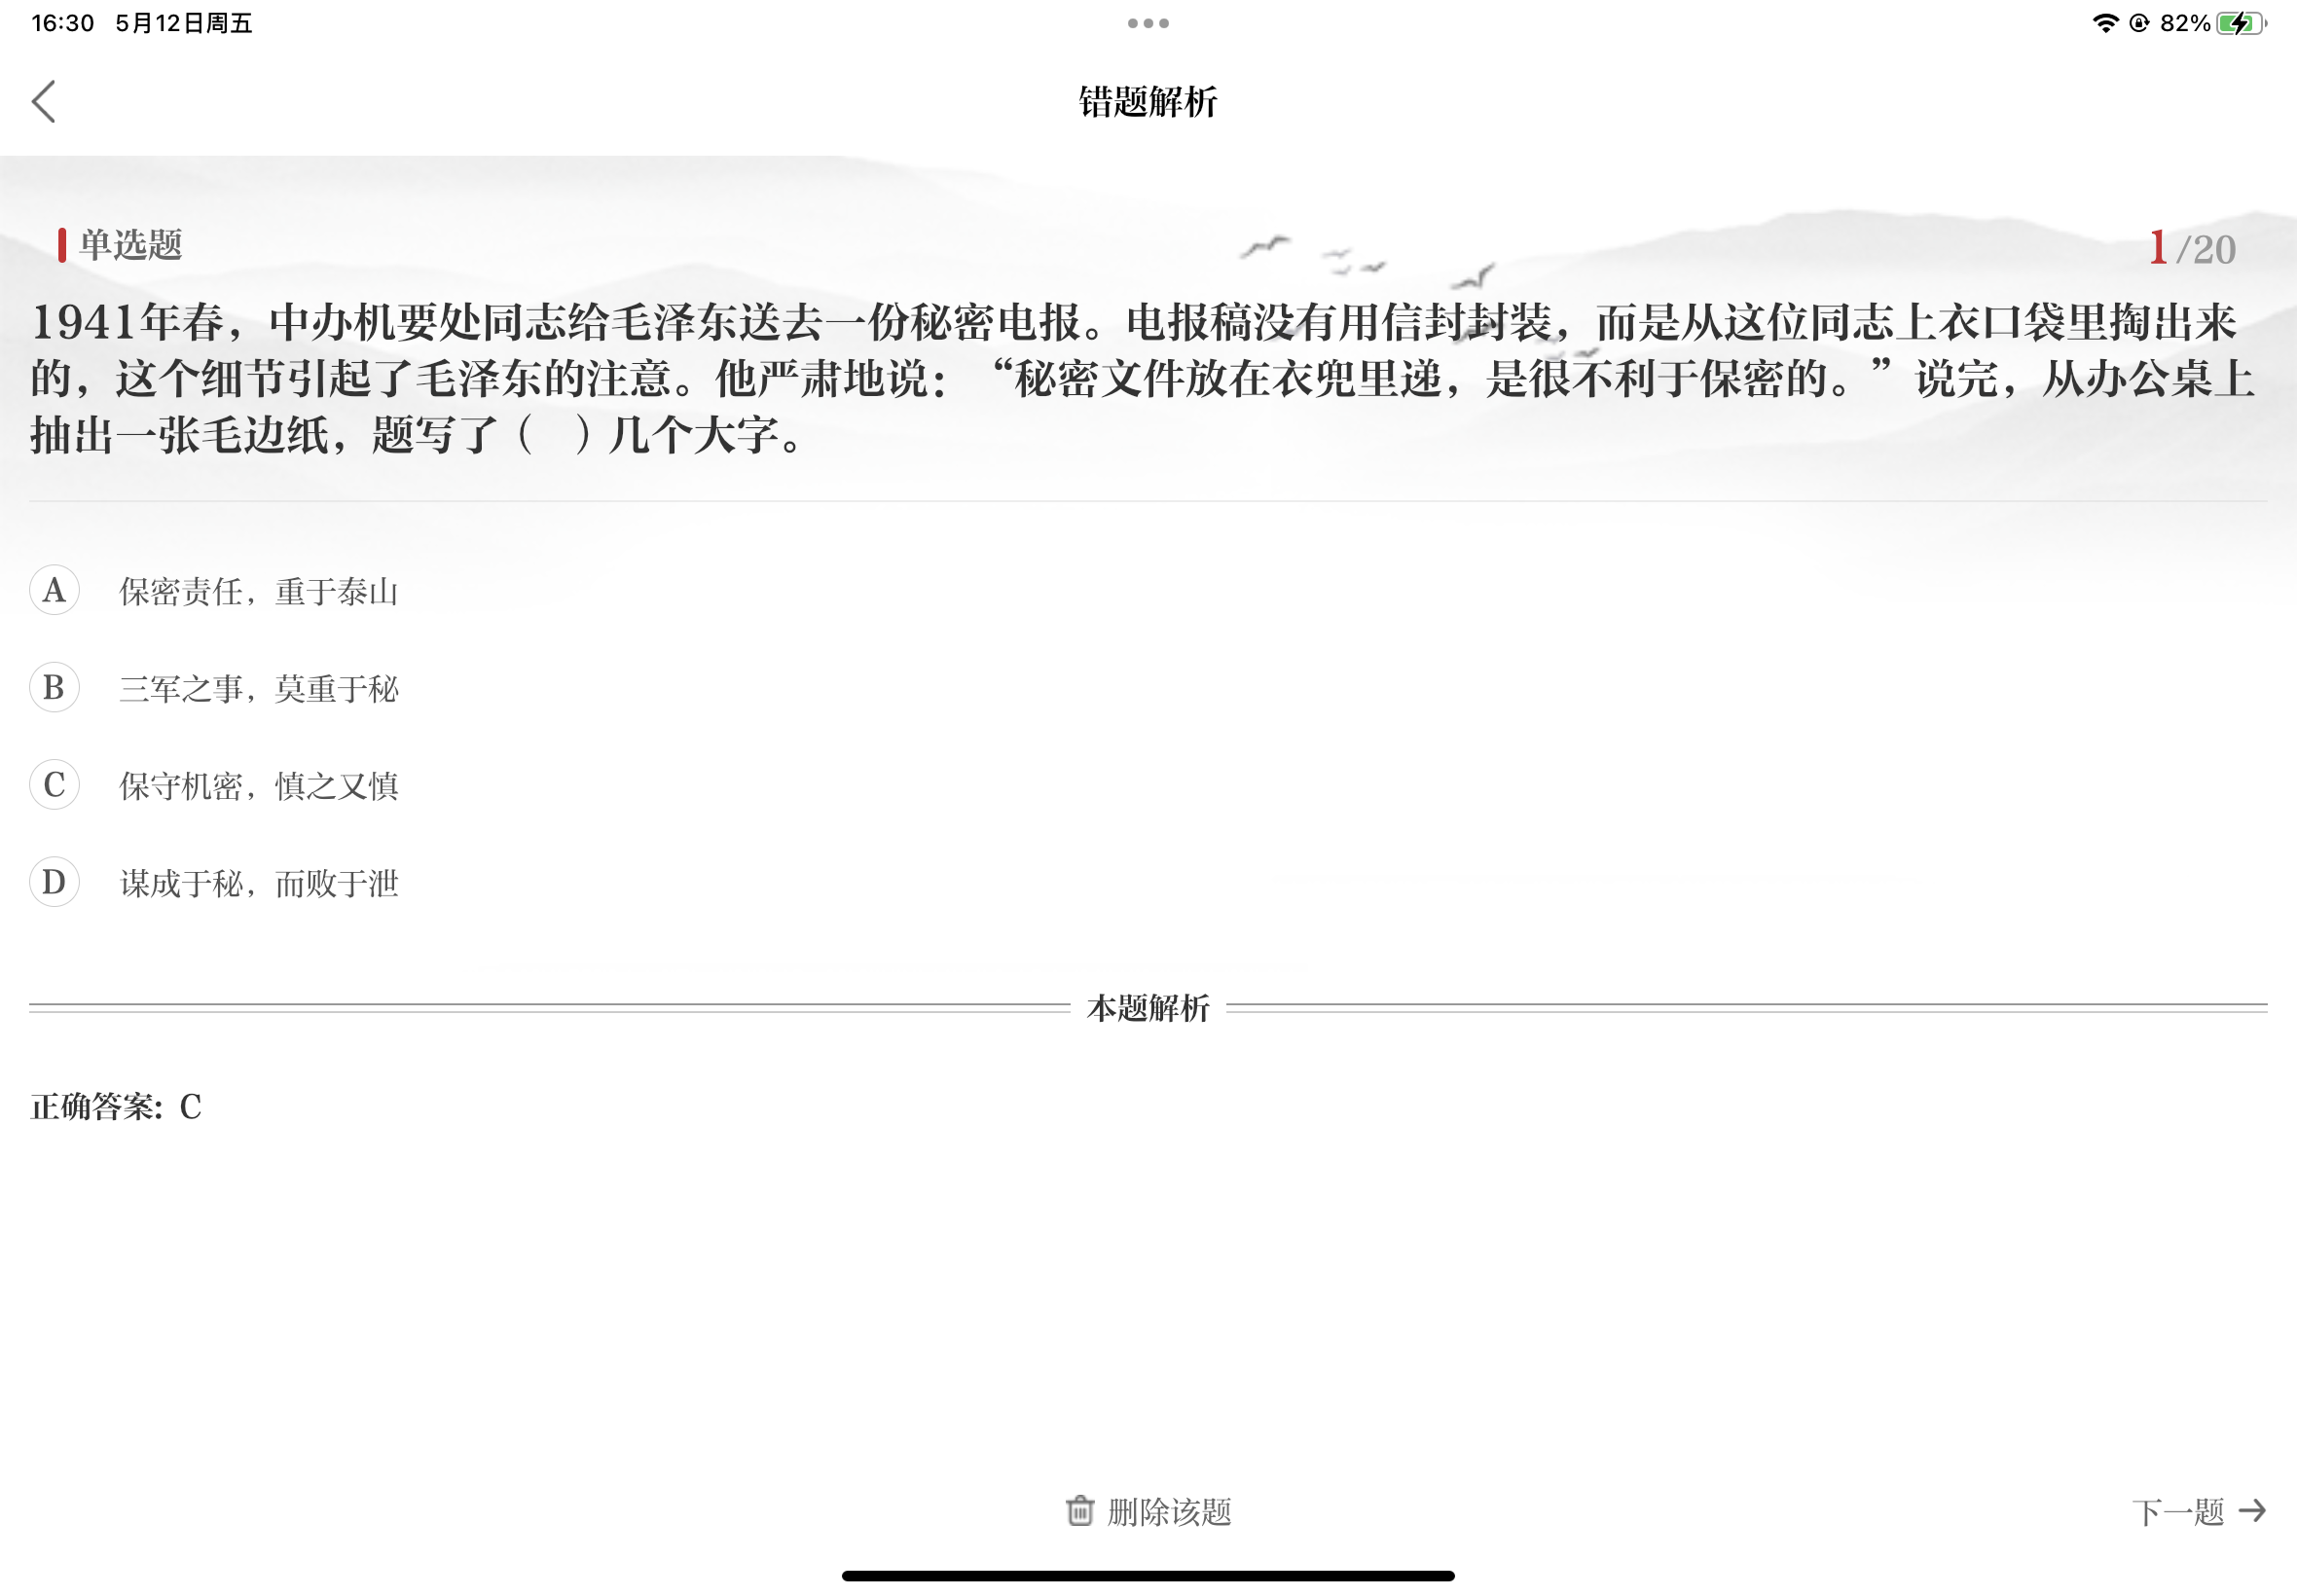 16:30 5月12日周五
82%
错题解析
单选题
1/20
1941年春，中办机要处同志给毛泽东送去一份秘密电报。电报稿没有用信封封装，而是从这位同志上衣口袋里掏出来
的，这个细节引起了毛泽东的注意。他严肃地说：“秘密文件放在衣兜里递，是很不利于保密的。”说完，从办公桌上
抽出一张毛边纸，题写了（ ）几个大字。
A 保密责任，重于泰山
B 三军之事，莫重于秘
C 保守机密，慎之又慎
D 谋成于秘，而败于泄
本题解析
正确答案：C
删除该题
下一题